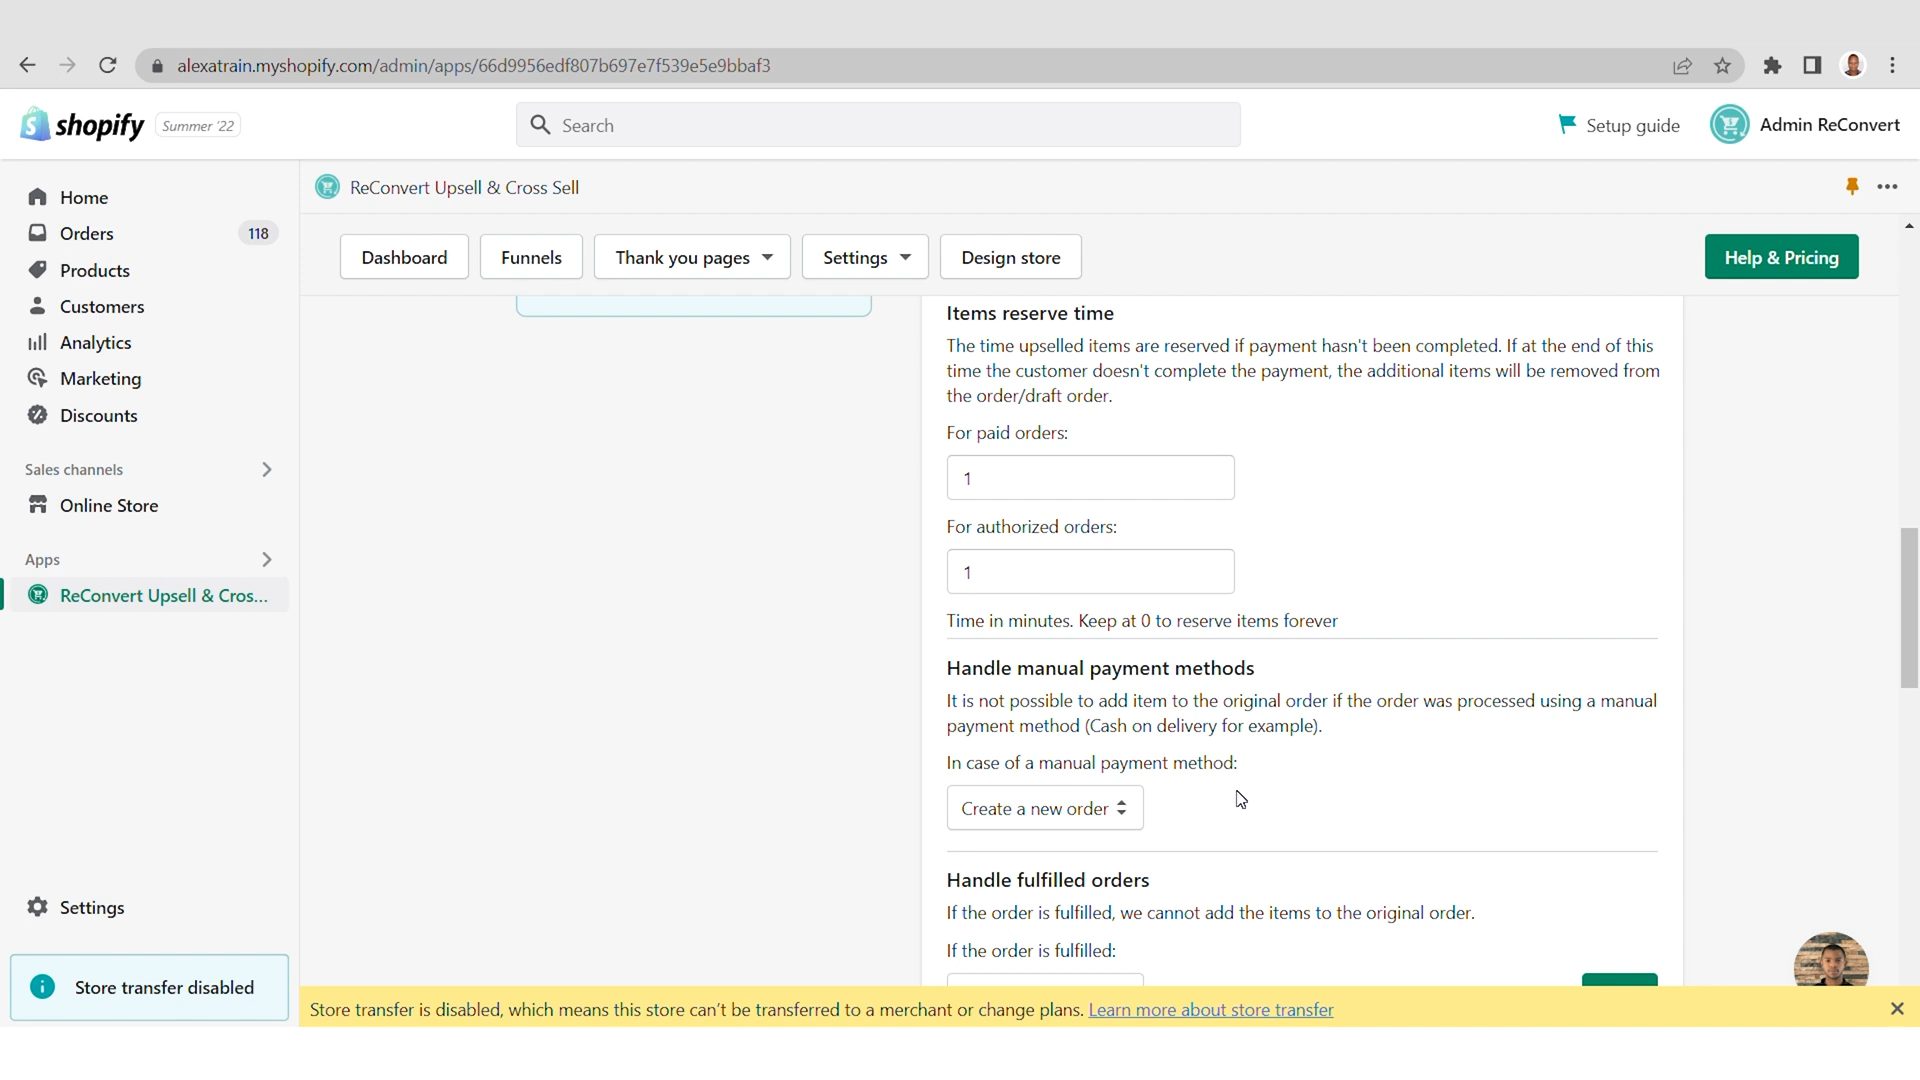 alexatrain.myshopify.com/admin/apps/66d9956edf807b697e7f539e5e9bbaf3
shopify Summer '22
Search
Setup guide
Admin ReConvert
Home
Orders 118
Products
Customers
Analytics
Marketing
Discounts
Sales channels
Online Store
Apps
ReConvert Upsell & Cros...
Settings
Store transfer disabled
ReConvert Upsell & Cross Sell
Dashboard
Funnels
Thank you pages
Settings
Design store
Help & Pricing
Items reserve time
The time upselled items are reserved if payment hasn't been completed. If at the end of this
time the customer doesn't complete the payment, the additional items will be removed from
the order/draft order.
For paid orders:
1
For authorized orders:
1
Time in minutes. Keep at 0 to reserve items forever
Handle manual payment methods
It is not possible to add item to the original order if the order was processed using a manual
payment method (Cash on delivery for example).
In case of a manual payment method:
Create a new order
Handle fulfilled orders
If the order is fulfilled, we cannot add the items to the original order.
If the order is fulfilled:
Store transfer is disabled, which means this store can't be transferred to a merchant or change plans. Learn more about store transfer